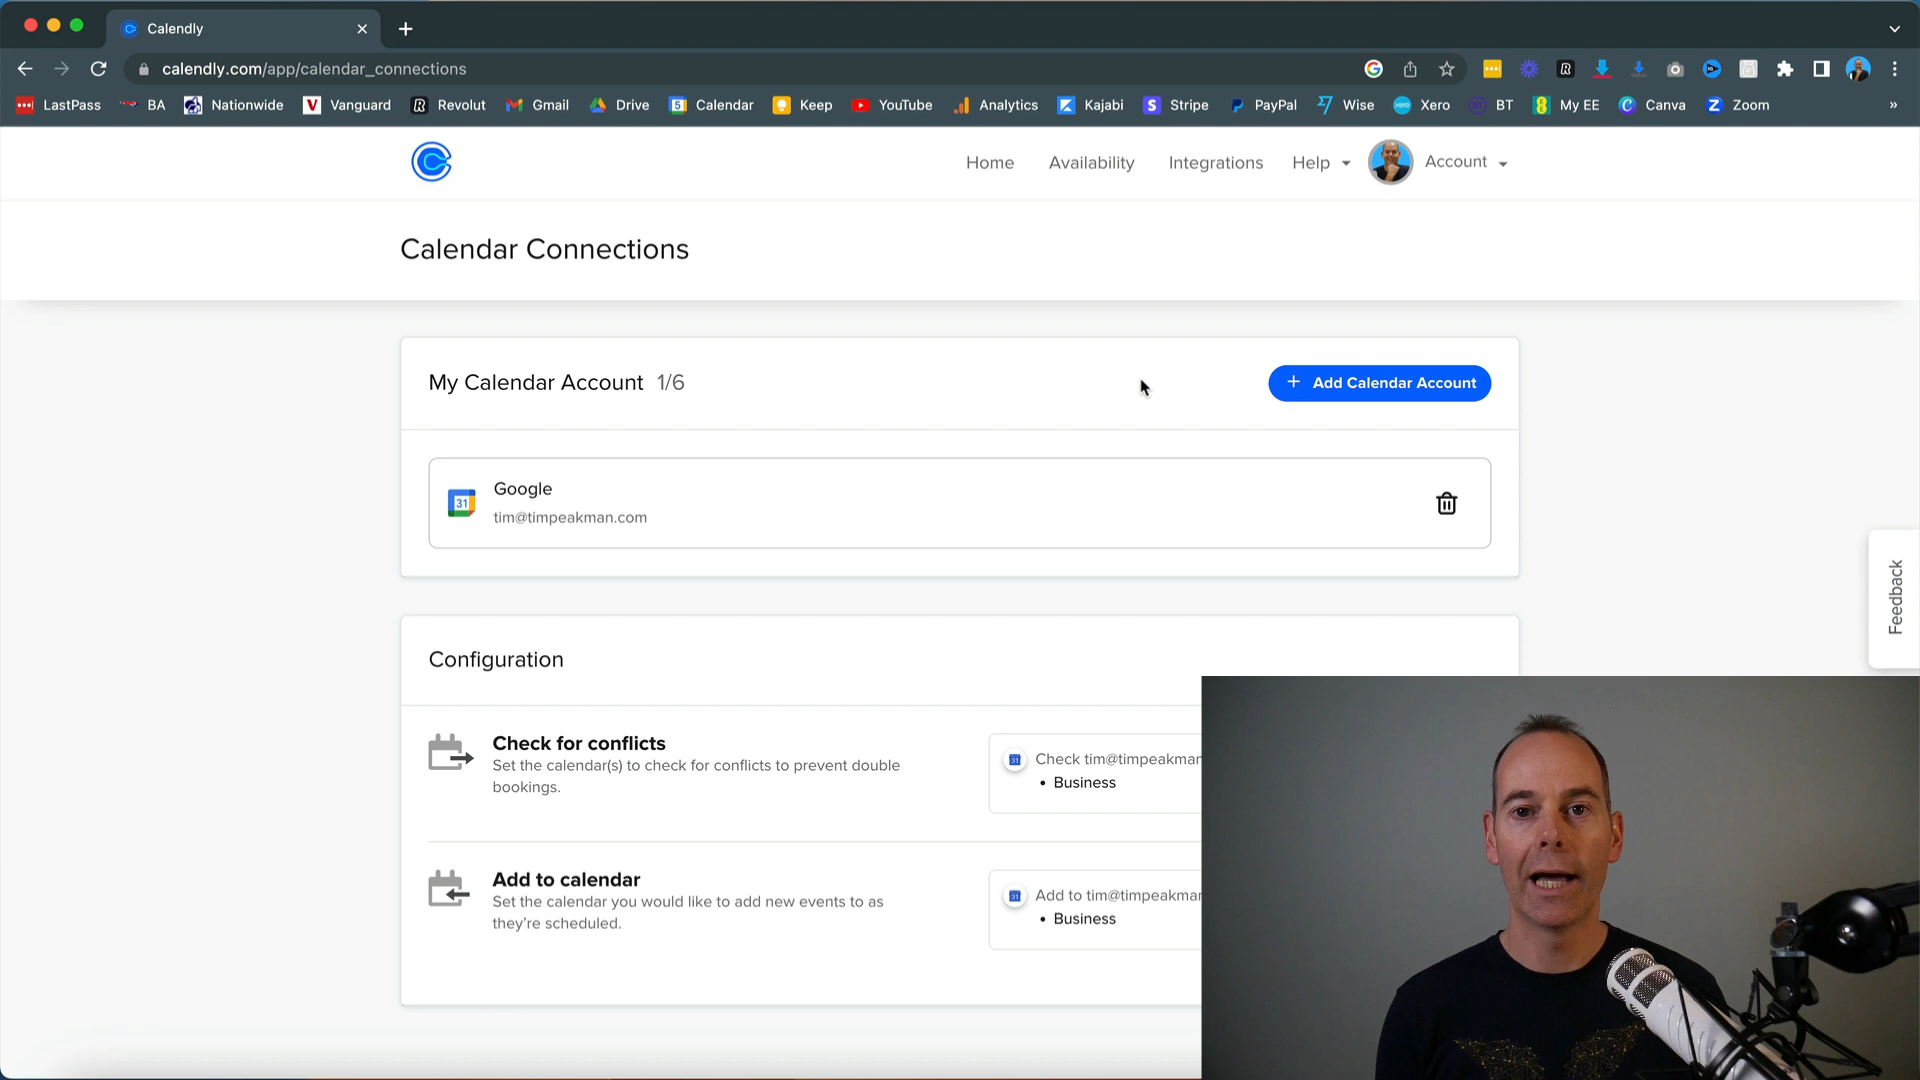 Calendly
calendly.com/app/calendar_connections
LastPass BA Nationwide Vanguard Revolut Gmail Drive Calendar Keep YouTube Analytics Kajabi Stripe PayPal Wise Xero BT My EE Canva Zoom »
Home Availability Integrations Help Account
Calendar Connections
My Calendar Account 1/6
+ Add Calendar Account
31
Google
tim@timpeakman.com
Feedback
Configuration
Check for conflicts
Set the calendar(s) to check for conflicts to prevent double
bookings.
Check tim@timpeakman
• Business
Add to calendar
Set the calendar you would like to add new events to as
they're scheduled.
Add to tim@timpeakman
• Business